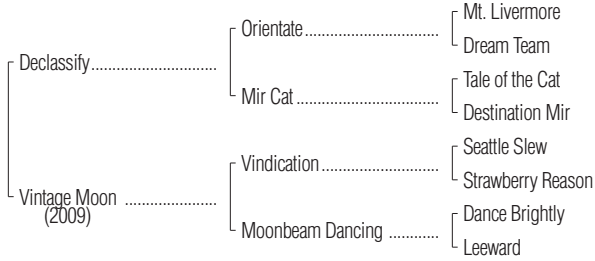 Mt. Livermore
Orientate
Dream Team
Declassify
Tale of the Cat
Mir Cat
Destination Mir
Seattle Slew
Vindication
Strawberry Reason
Vintage Moon
(2009)
Dance Brightly
Moonbeam Dancing
Leeward